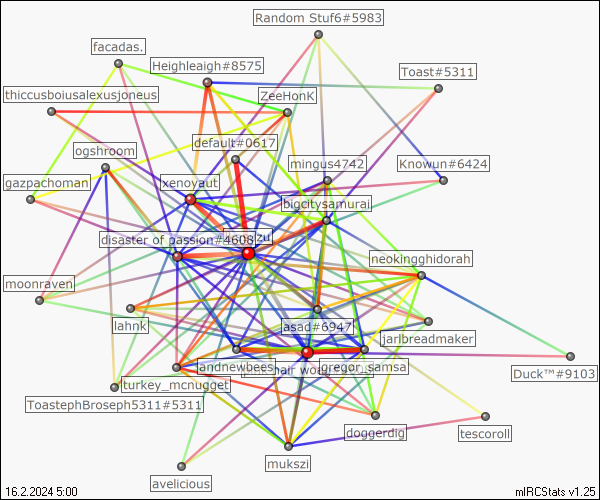 Random Stuf6#5983
facadas.
Heighleaigh#8575
Toast#5311
thiccusboiusalexusjoneus
ZeeHonK
default#0617
ogshroom
mingus4742
Knowun#6424
gazpachoman
xenoyaut
bigcitysamurai
disaster of passion#4608
zu
neokingghidorah
moonraven
lahnk
asad#6947
jarlbreadmaker
landnewbees
hair wo
gregor_samsa
Duck™#9103
turkey_mcnugget
ToastephBroseph5311#5311
doggerdig
tescoroll
mukszi
avelicious
16.2.2024 5:00
mIRCStats v1.25